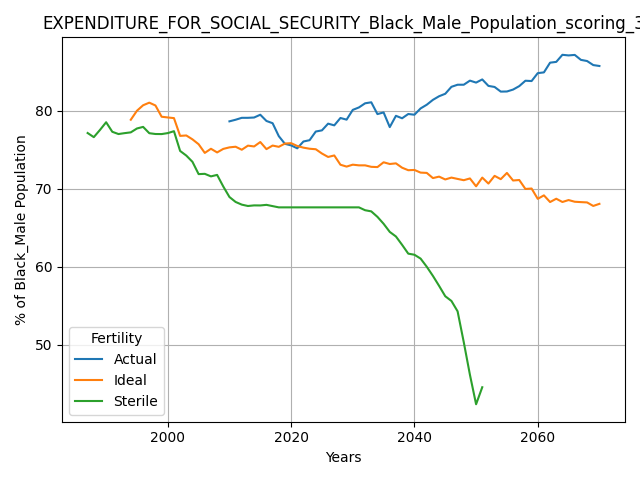 EXPENDITURE_FOR_SOCIAL_SECURITY_Black_Male_Population_scoring_3
% of Black_Male Population
80
70
60
50
Fertility
Actual
Ideal
Sterile
2000
2020
2040
2060
Years